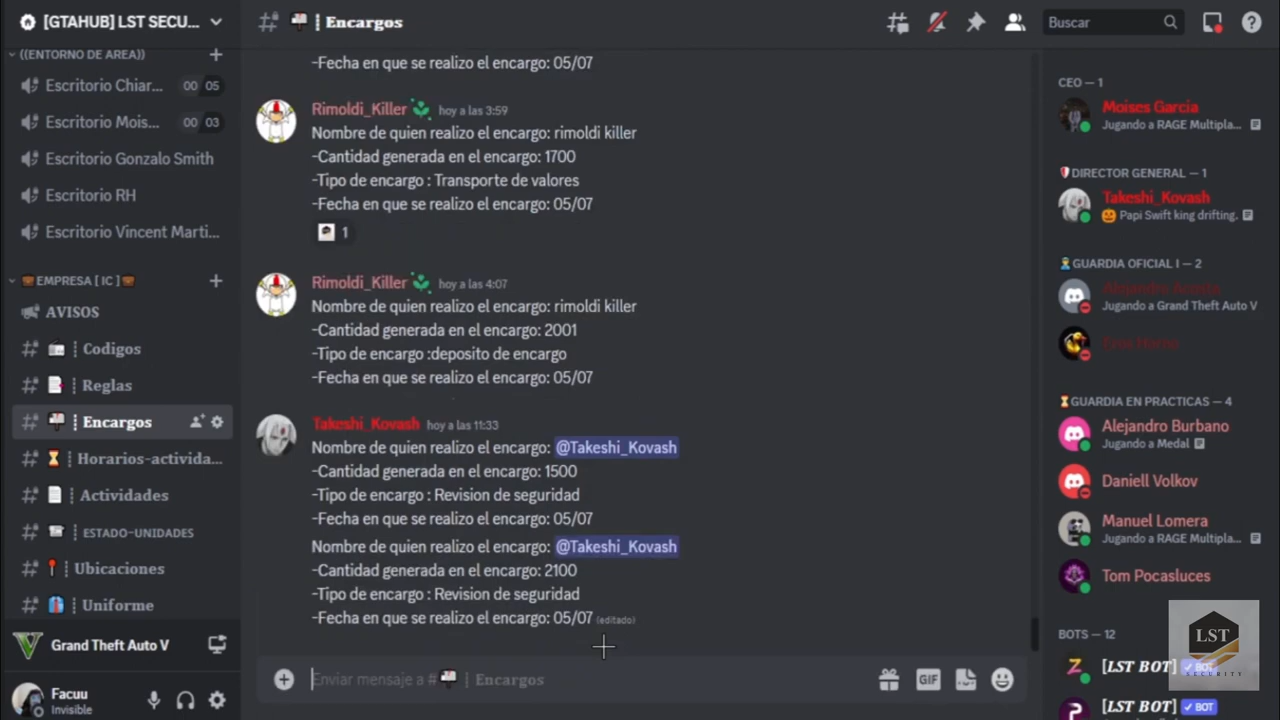 [GTAHUB] LST SECU...
((ENTORNO DE AREA))
Escritorio Chiar...
00 05
Escritorio Mois...
00 03
Escritorio Gonzalo Smith
Escritorio RH
Escritorio Vincent Marti...
EMPRESA [ IC ]
AVISOS
Codigos
Reglas
Encargos
Horarios-activida...
Actividades
ESTADO-UNIDADES
Ubicaciones
Uniforme
Grand Theft Auto V
Facuu
Invisible
Encargos
Buscar
-Fecha en que se realizo el encargo: 05/07
Rimoldi_Killer hoy a las 3:59
Nombre de quien realizo el encargo: rimoldi killer
-Cantidad generada en el encargo: 1700
-Tipo de encargo : Transporte de valores
-Fecha en que se realizo el encargo: 05/07
1
Rimoldi_Killer hoy a las 4:07
Nombre de quien realizo el encargo: rimoldi killer
-Cantidad generada en el encargo: 2001
-Tipo de encargo :deposito de encargo
-Fecha en que se realizo el encargo: 05/07
Takeshi_Kovash hoy a las 11:33
Nombre de quien realizo el encargo: @Takeshi_Kovash
-Cantidad generada en el encargo: 1500
-Tipo de encargo : Revision de seguridad
-Fecha en que se realizo el encargo: 05/07
Nombre de quien realizo el encargo: @Takeshi_Kovash
-Cantidad generada en el encargo: 2100
-Tipo de encargo : Revision de seguridad
-Fecha en que se realizo el encargo: 05/07 (editado)
Enviar mensaje a # | Encargos
GIF
CEO — 1
Moises Garcia
Jugando a RAGE Multipla...
DIRECTOR GENERAL — 1
Takeshi_Kovash
Papi Swift king drifting.
GUARDIA OFICIAL I — 2
Jugando a Grand Theft Auto V
GUARDIA EN PRACTICAS — 4
Alejandro Burbano
Jugando a Medal
Daniell Volkov
Manuel Lomera
Jugando a RAGE Multipla...
Tom Pocasluces
BOTS — 12
[LST BOT] BOT
[LST BOT] BOT
LST
SECURITY